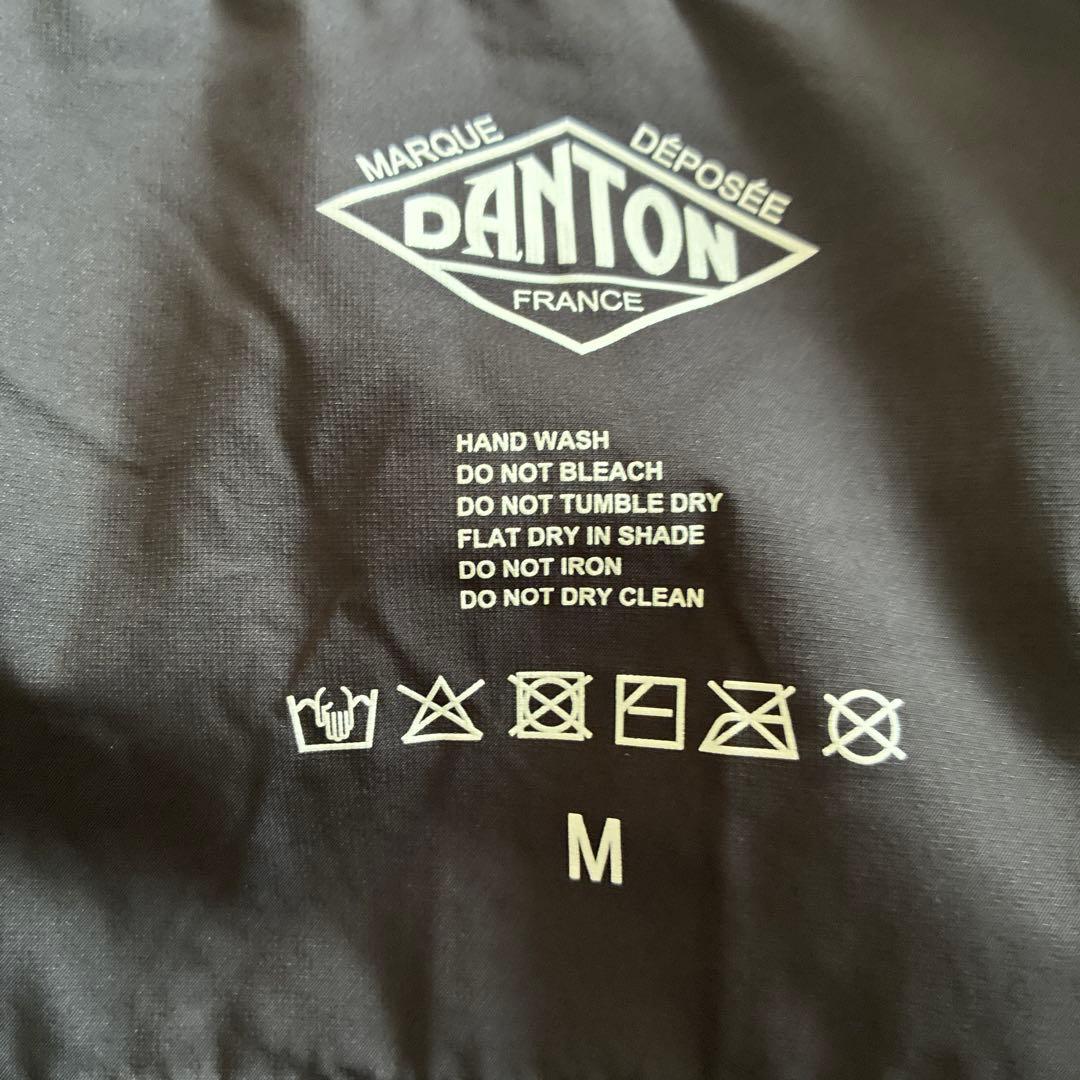 MARQUE DÉPOSÉE
DANTON
FRANCE
HAND WASH
DO NOT BLEACH
DO NOT TUMBLE DRY
FLAT DRY IN SHADE
DO NOT IRON
DO NOT DRY CLEAN
M